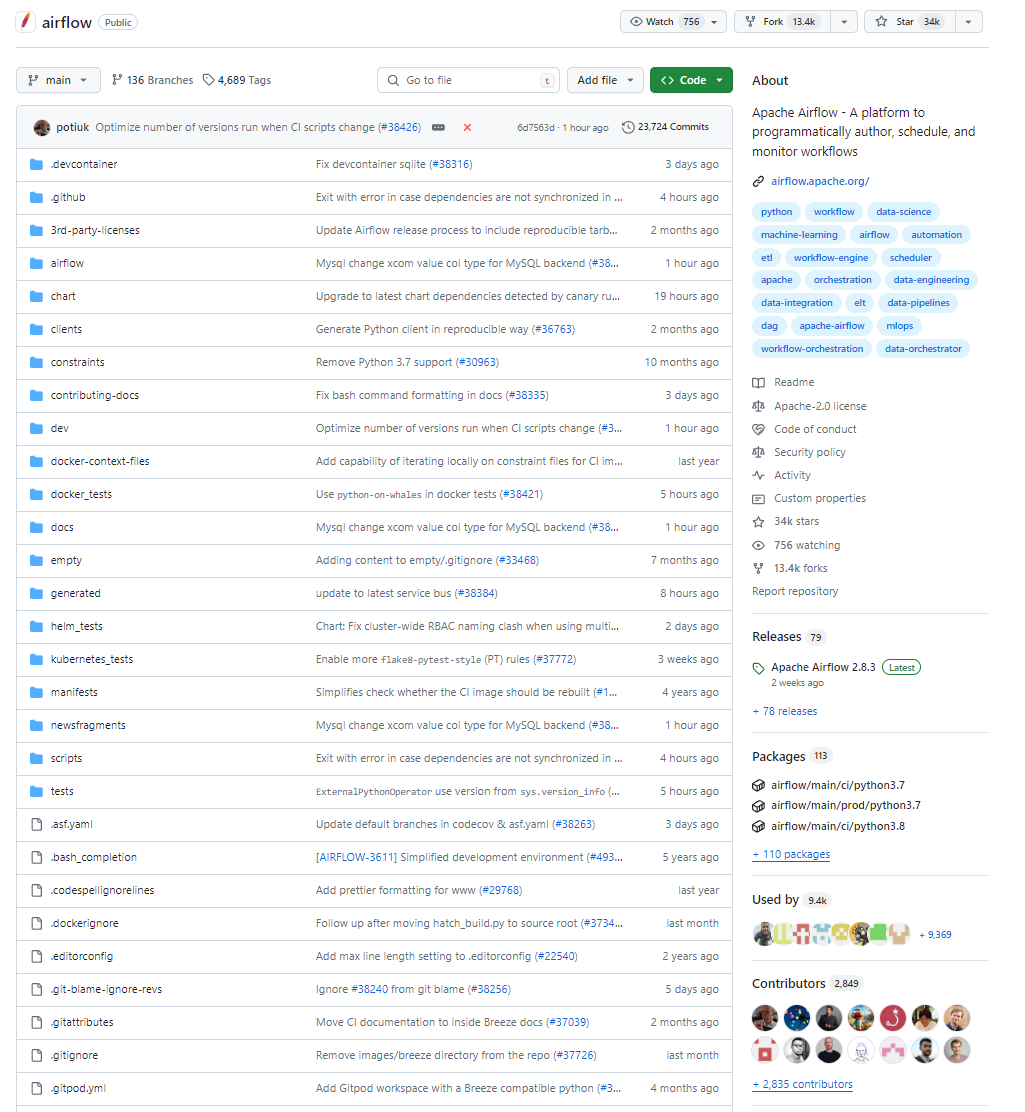 airflow Public
Watch 756
Fork 13.4k
Star 34k
main
136 Branches
4,689 Tags
Go to file t
Add file
Code
potiuk Optimize number of versions run when CI scripts change (#38426) 6d7563d · 1 hour ago 23,724 Commits
.devcontainer Fix devcontainer sqlite (#38316) 3 days ago
.github Exit with error in case dependencies are not synchronized in ... 4 hours ago
3rd-party-licenses Update Airflow release process to include reproducible tarb... 2 months ago
airflow Mysql change xcom value col type for MySQL backend (#38... 1 hour ago
chart Upgrade to latest chart dependencies detected by canary ru... 19 hours ago
clients Generate Python client in reproducible way (#36763) 2 months ago
constraints Remove Python 3.7 support (#30963) 10 months ago
contributing-docs Fix bash command formatting in docs (#38335) 3 days ago
dev Optimize number of versions run when CI scripts change (#3... 1 hour ago
docker-context-files Add capability of iterating locally on constraint files for CI im... last year
docker_tests Use python-on-whales in docker tests (#38421) 5 hours ago
docs Mysql change xcom value col type for MySQL backend (#38... 1 hour ago
empty Adding content to empty/.gitignore (#33468) 7 months ago
generated update to latest service bus (#38384) 8 hours ago
helm_tests Chart: Fix cluster-wide RBAC naming clash when using multi... 2 days ago
kubernetes_tests Enable more flake8-pytest-style (PT) rules (#37772) 3 weeks ago
manifests Simplifies check whether the CI image should be rebuilt (#1... 4 years ago
newsfragments Mysql change xcom value col type for MySQL backend (#38... 1 hour ago
scripts Exit with error in case dependencies are not synchronized in ... 4 hours ago
tests ExternalPythonOperator use version from sys.version_info (... 5 hours ago
.asf.yaml Update default branches in codecov & asf.yaml (#38263) 3 days ago
.bash_completion [AIRFLOW-3611] Simplified development environment (#493... 5 years ago
.codespellignorelines Add prettier formatting for www (#29768) last year
.dockerignore Follow up after moving hatch_build.py to source root (#3734... last month
.editorconfig Add max line length setting to .editorconfig (#22540) 2 years ago
.git-blame-ignore-revs Ignore #38240 from git blame (#38256) 5 days ago
.gitattributes Move CI documentation to inside Breeze docs (#37039) 2 months ago
.gitignore Remove images/breeze directory from the repo (#37726) last month
.gitpod.yml Add Gitpod workspace with a Breeze compatible python (#3... 4 months ago
About
Apache Airflow - A platform to
programmatically author, schedule, and
monitor workflows
airflow.apache.org/
python workflow data-science
machine-learning airflow automation
etl workflow-engine scheduler
apache orchestration data-engineering
data-integration elt data-pipelines
dag apache-airflow mlops
workflow-orchestration data-orchestrator
Readme
Apache-2.0 license
Code of conduct
Security policy
Activity
Custom properties
34k stars
756 watching
13.4k forks
Report repository
Releases 79
Apache Airflow 2.8.3 Latest
2 weeks ago
+ 78 releases
Packages 113
airflow/main/ci/python3.7
airflow/main/prod/python3.7
airflow/main/ci/python3.8
+ 110 packages
Used by 9.4k
+ 9,369
Contributors 2,849
+ 2,835 contributors